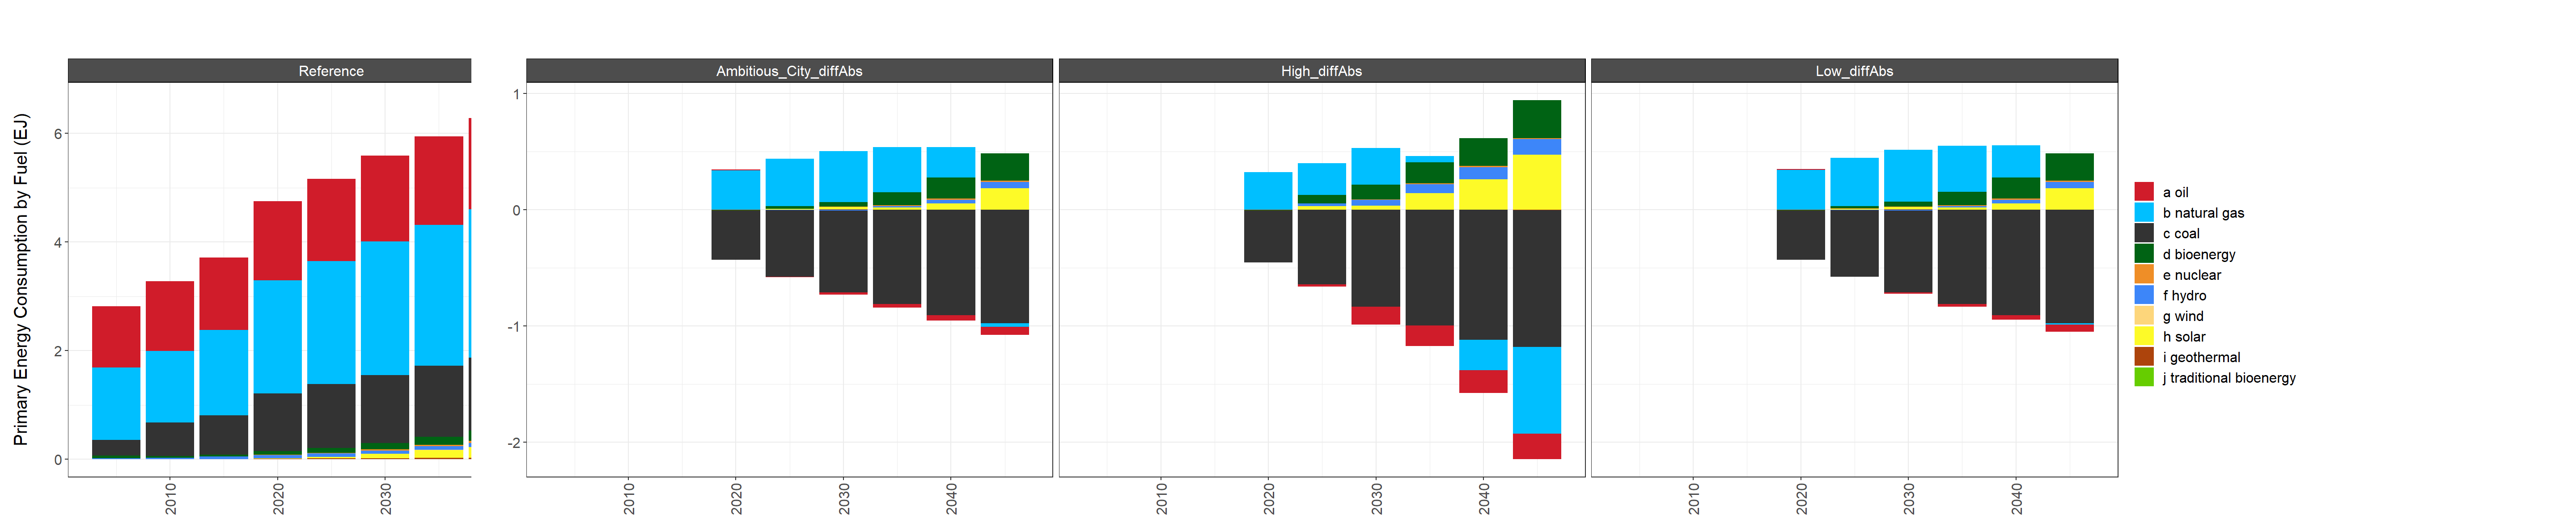 Reference
Ambitious_City_diffAbs
High_diffAbs
Low_diffAbs
Primary Energy Consumption by Fuel (EJ)
6
4
2
0
1
0
-1
-2
2010
2020
2030
2010
2020
2030
2040
2010
2020
2030
2040
2010
2020
2030
2040
a oil
b natural gas
c coal
d bioenergy
e nuclear
f hydro
g wind
h solar
i geothermal
j traditional bioenergy